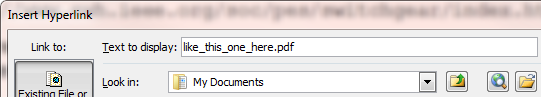 Insert Hyperlink
Link to:
Text to display: like_this_one_here.pdf
Look in: My Documents
Existing File or